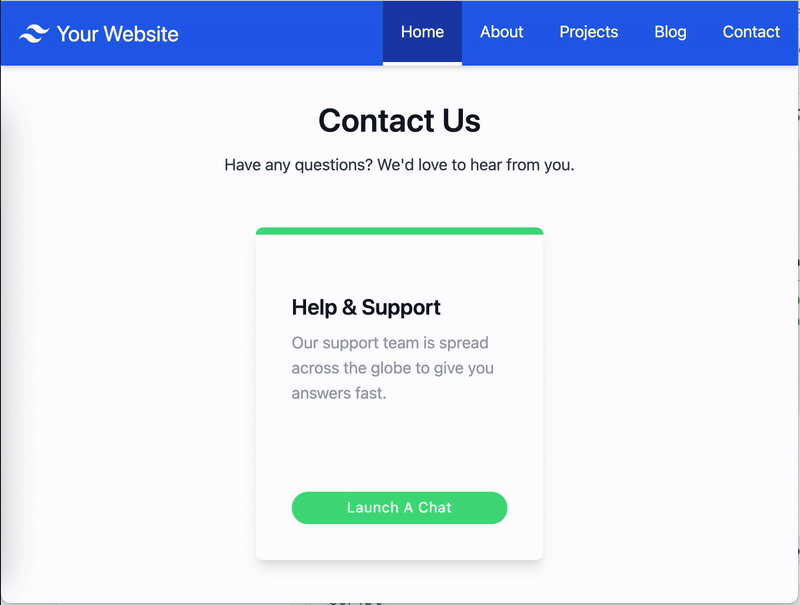 Your Website
Home
About
Projects
Blog
Contact
Contact Us
Have any questions? We'd love to hear from you.
Help & Support
Our support team is spread
across the globe to give you
answers fast.
Launch A Chat